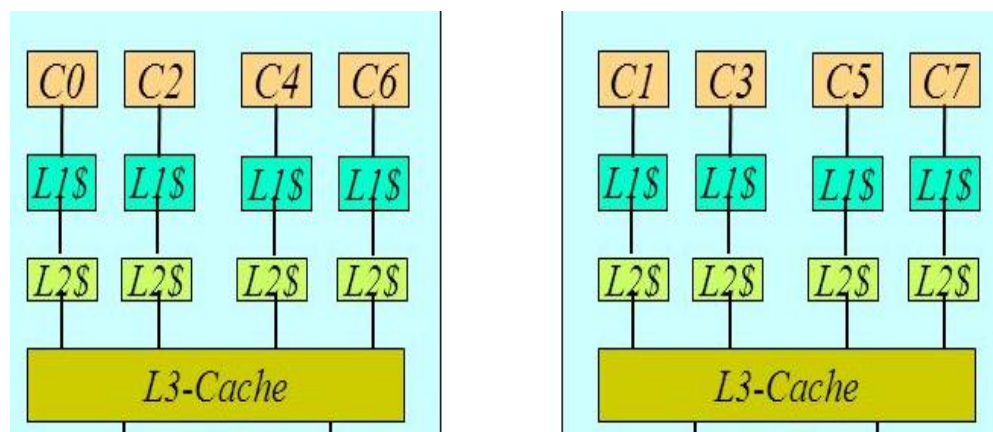 C0 C2 C4 C6
L1$ L1$ L1$ L1$
L2$ L2$ L2$ L2$
L3-Cache
C1 C3 C5 C7
L1$ L1$ L1$ L1$
L2$ L2$ L2$ L2$
L3-Cache